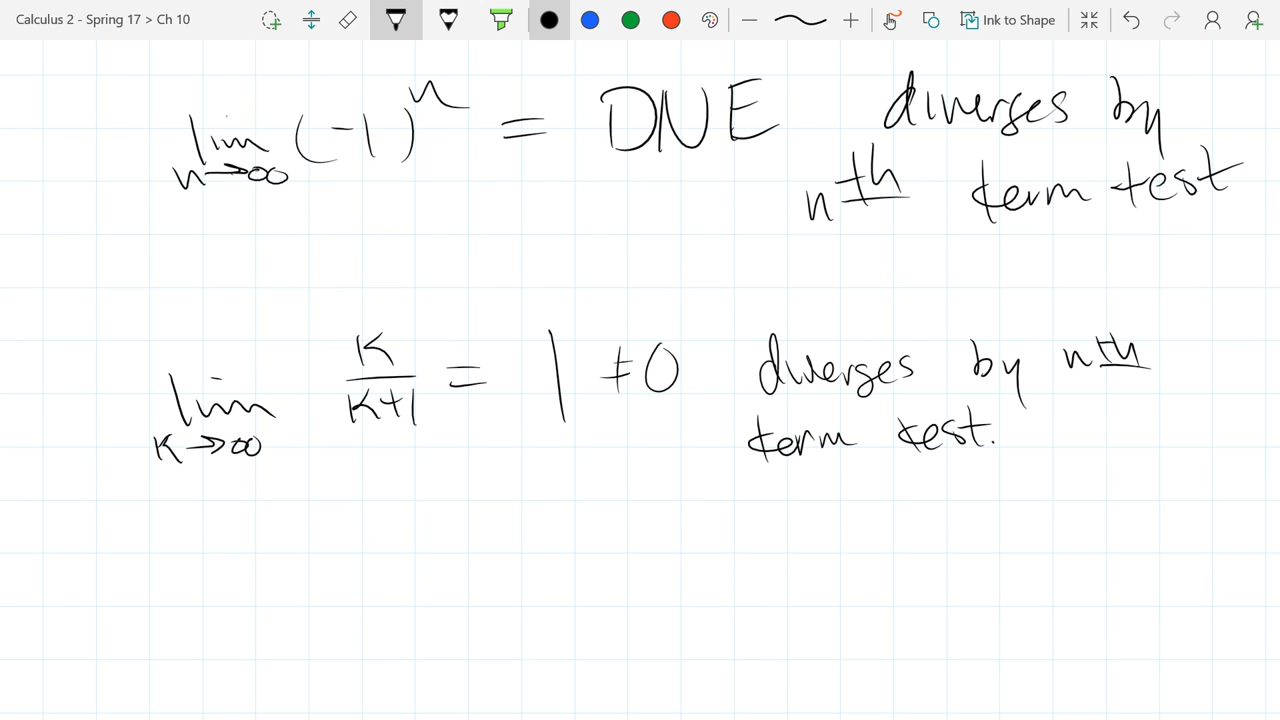 Calculus 2 - Spring 17 > Ch 10
Ink to Shape
lim n→∞ (-1)^n = DNE diverges by
nth term test
lim K→∞ K/(K+1) = 1 ≠ 0 diverges by nth
term test.